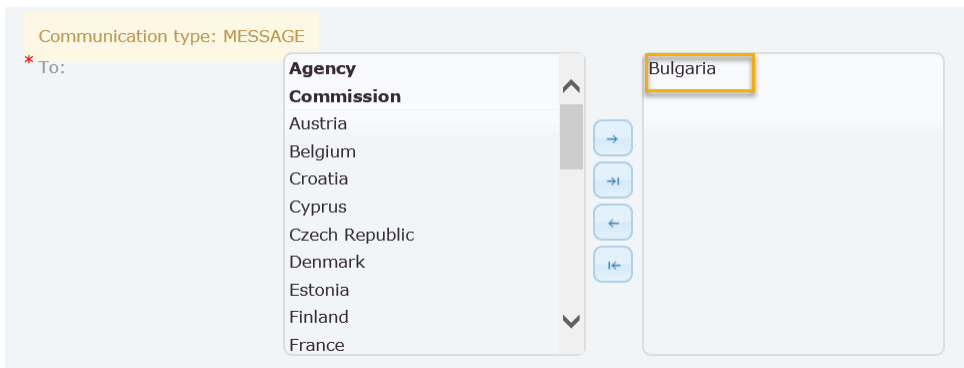 Communication type: MESSAGE
* To:
Agency
Commission
Austria
Belgium
Croatia
Cyprus
Czech Republic
Denmark
Estonia
Finland
France
Bulgaria